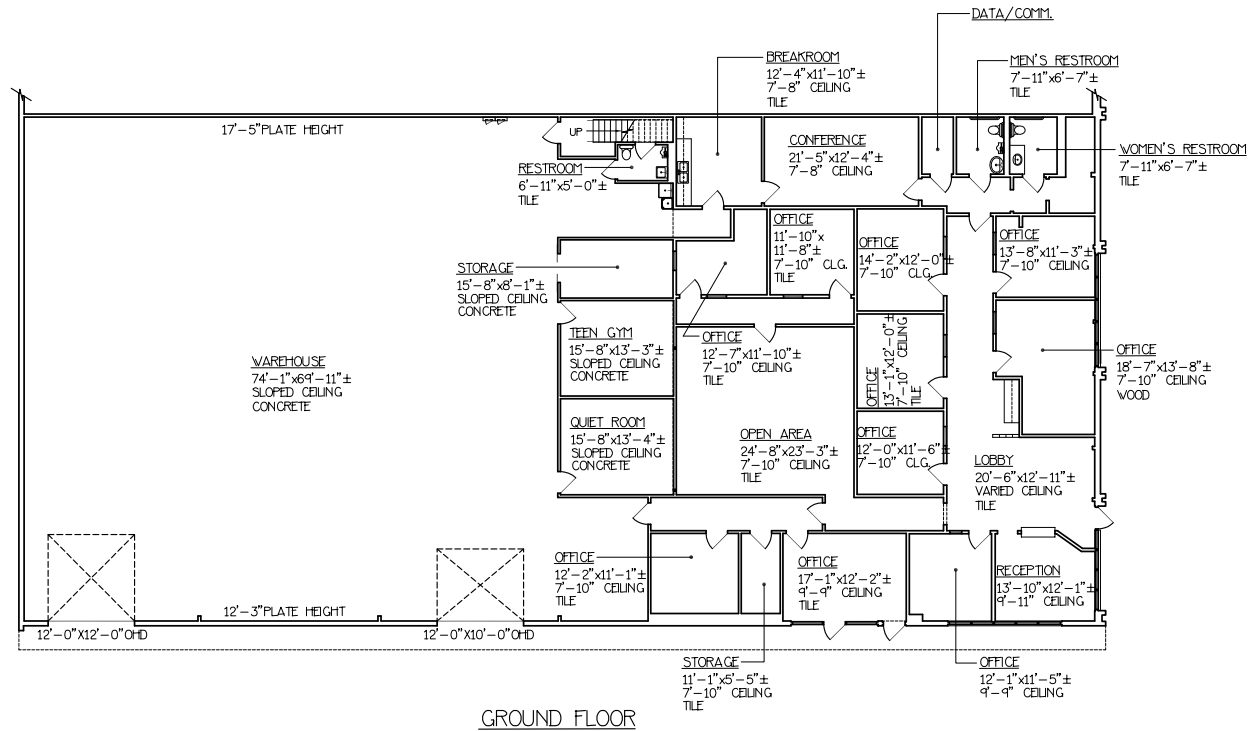 DATA/COMM.
BREAKROOM
12'-4"x11'-10"±
7'-8" CEILING
TILE
MEN'S RESTROOM
7'-11"x6'-7"±
TILE
17'-5"PLATE HEIGHT
UP
CONFERENCE
21'-5"x12'-4"±
7'-8" CEILING
WOMEN'S RESTROOM
7'-11"x6'-7"±
TILE
RESTROOM
6'-11"x5'-0"±
TILE
OFFICE
11'-10"x
11'-8"±
7'-10" CLG.
TILE
OFFICE
14'-2"x12'-0"±
7'-10" CLG.
OFFICE
13'-8"x11'-3"±
7'-10" CEILING
STORAGE
15'-8"x8'-1"±
SLOPED CEILING
CONCRETE
TEEN GYM
15'-8"x13'-3"±
SLOPED CEILING
CONCRETE
OFFICE
12'-7"x11'-10"±
7'-10" CEILING
TILE
OFFICE
13'-1"x12'-0"±
7'-10" CEILING
TILE
OFFICE
18'-7"x13'-8"±
7'-10" CEILING
WOOD
WAREHOUSE
74'-1"x69'-11"±
SLOPED CEILING
CONCRETE
QUIET ROOM
15'-8"x13'-4"±
SLOPED CEILING
CONCRETE
OPEN AREA
24'-8"x23'-3"±
7'-10" CEILING
TILE
OFFICE
12'-0"x11'-6"±
7'-10" CLG.
LOBBY
20'-6"x12'-11"±
VARIED CEILING
TILE
OFFICE
12'-2"x11'-1"±
7'-10" CEILING
TILE
OFFICE
17'-1"x12'-2"±
9'-9" CEILING
TILE
RECEPTION
13'-10"x12'-1"±
9'-11" CEILING
12'-3"PLATE HEIGHT
12'-0"X12'-0"OHD
12'-0"X10'-0"OHD
STORAGE
11'-1"x5'-5"±
7'-10" CEILING
TILE
OFFICE
12'-1"x11'-5"±
9'-9" CEILING
GROUND FLOOR